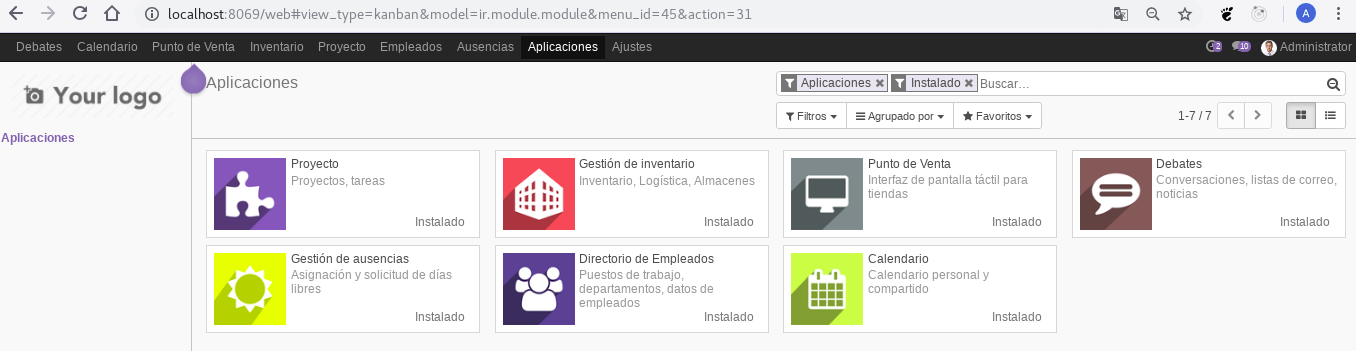 localhost:8069/web#view_type=kanban&model=ir.module.module&menu_id=45&action=31
A
Debates Calendario Punto de Venta Inventario Proyecto Empleados Ausencias Aplicaciones Ajustes 2 10 Administrator
Your logo
Aplicaciones
Aplicaciones
Aplicaciones ✖ Instalado ✖ Buscar...
Filtros Agrupado por Favoritos 1-7 / 7
Proyecto
Proyectos, tareas
Instalado
Gestión de inventario
Inventario, Logística, Almacenes
Instalado
Punto de Venta
Interfaz de pantalla táctil para
tiendas
Instalado
Debates
Conversaciones, listas de correo,
noticias
Instalado
Gestión de ausencias
Asignación y solicitud de días
libres
Instalado
Directorio de Empleados
Puestos de trabajo,
departamentos, datos de
empleados
Instalado
Calendario
Calendario personal y
compartido
Instalado